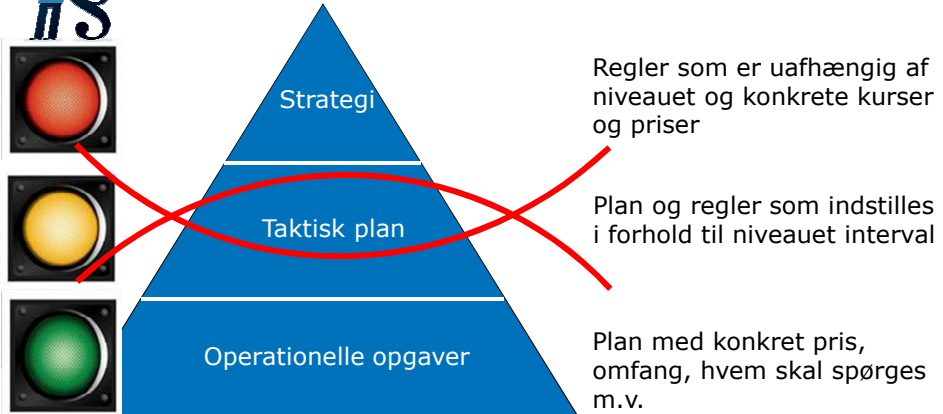 Strategi
Regler som er uafhængig af
niveauet og konkrete kurser
og priser
Taktisk plan
Plan og regler som indstilles
i forhold til niveauet interval
Operationelle opgaver
Plan med konkret pris,
omfang, hvem skal spørges
m.v.